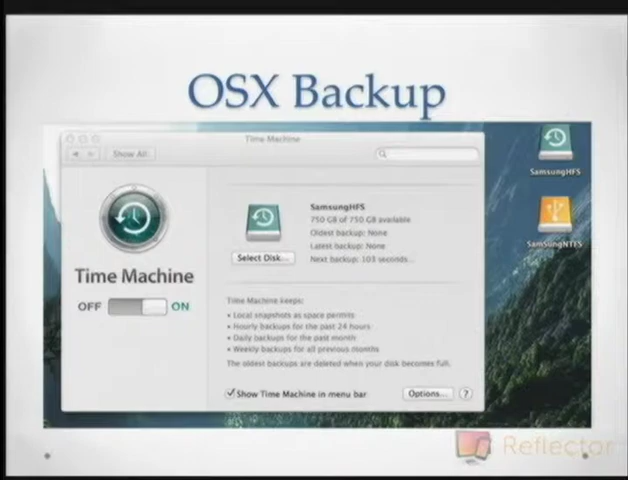 OSX Backup
Time Machine
Show All
SamsungHFS
SamsungHFS
750 GB of 750 GB available
Oldest backup: None
Latest backup: None
Select Disk...
Next backup: 103 seconds...
SamSungNTFS
Time Machine
OFF
ON
Time Machine keeps:
• Local snapshots as space permits
• Hourly backups for the past 24 hours
• Daily backups for the past month
• Weekly backups for all previous months
The oldest backups are deleted when your disk becomes full.
Show Time Machine in menu bar
Options...
?
Reflector